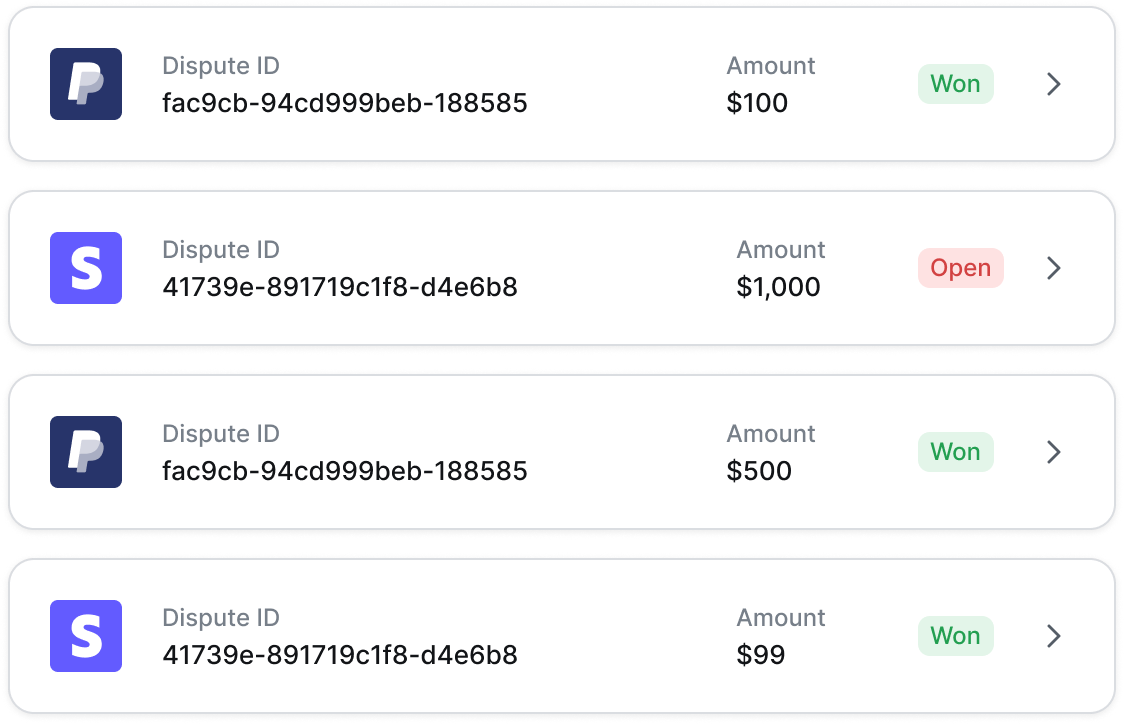 Dispute ID Amount
fac9cb-94cd999beb-188585 $100 Won
Dispute ID Amount
41739e-891719c1f8-d4e6b8 $1,000 Open
Dispute ID Amount
fac9cb-94cd999beb-188585 $500 Won
Dispute ID Amount
41739e-891719c1f8-d4e6b8 $99 Won